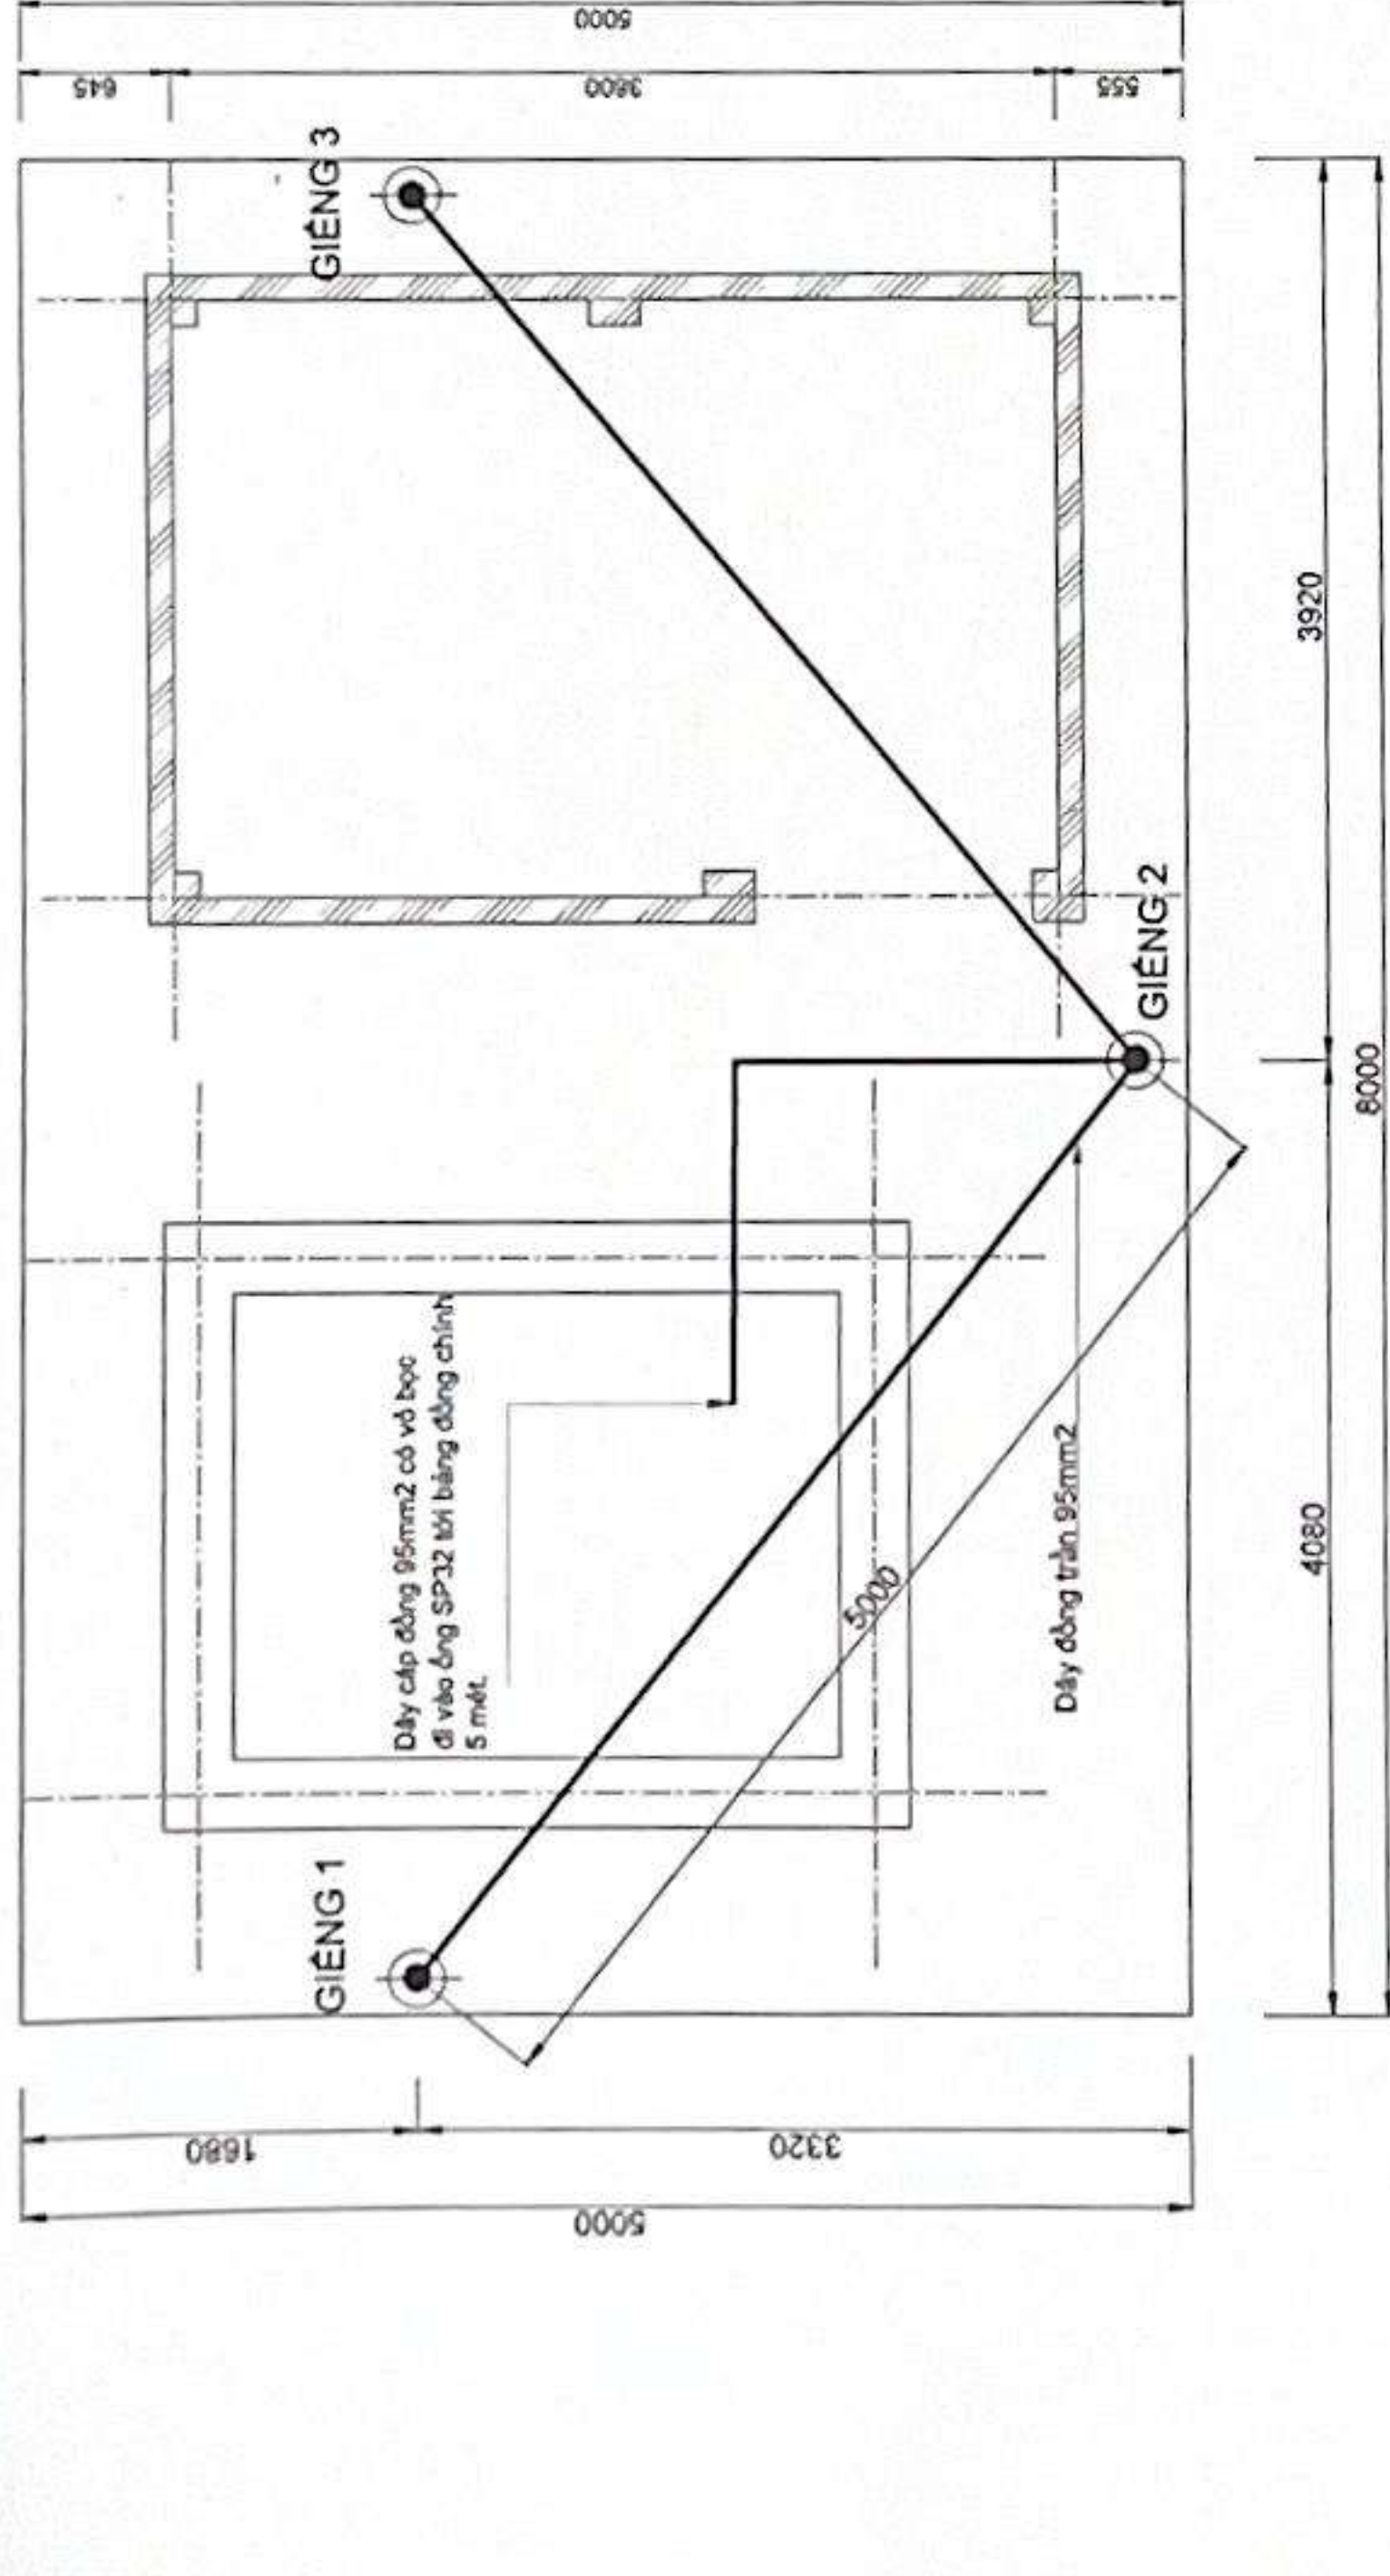 5000
645
3800
555
GIẾNG 3
GIẾNG 2
GIẾNG 1
Dây cáp đồng 95mm2 có vỏ bọc
đi vào ống SP32 tới bảng đồng chính
5 mét.
Dây đồng trần 95mm2
5000
3920
4080
8000
1680
3320
5000